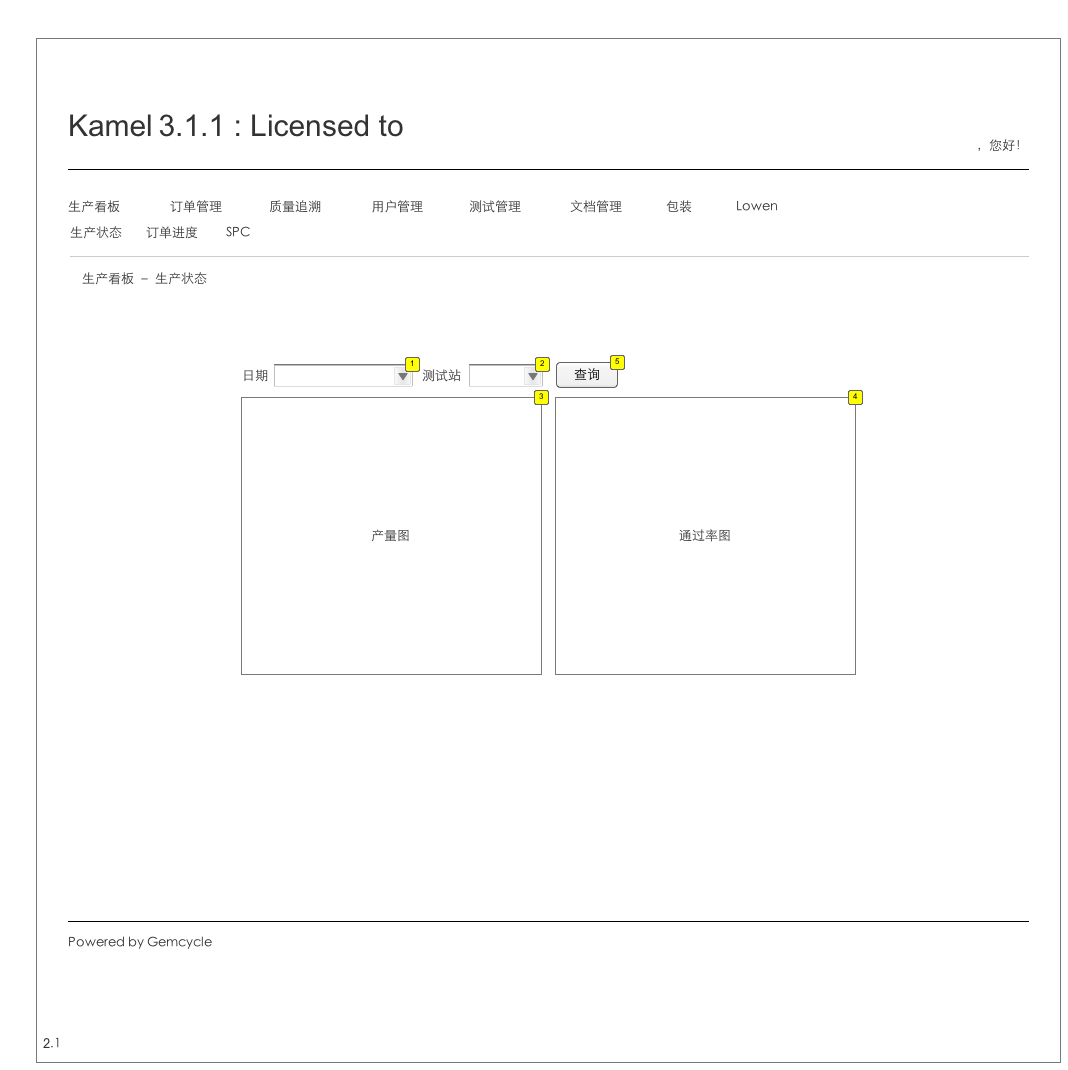 Kamel 3.1.1 : Licensed to
，您好！
生产看板 订单管理 质量追溯 用户管理 测试管理 文档管理 包装 Lowen
生产状态 订单进度 SPC
生产看板 – 生产状态
日期 1 测试站 2 查询 5
3 4
产量图 通过率图
Powered by Gemcycle
2.1